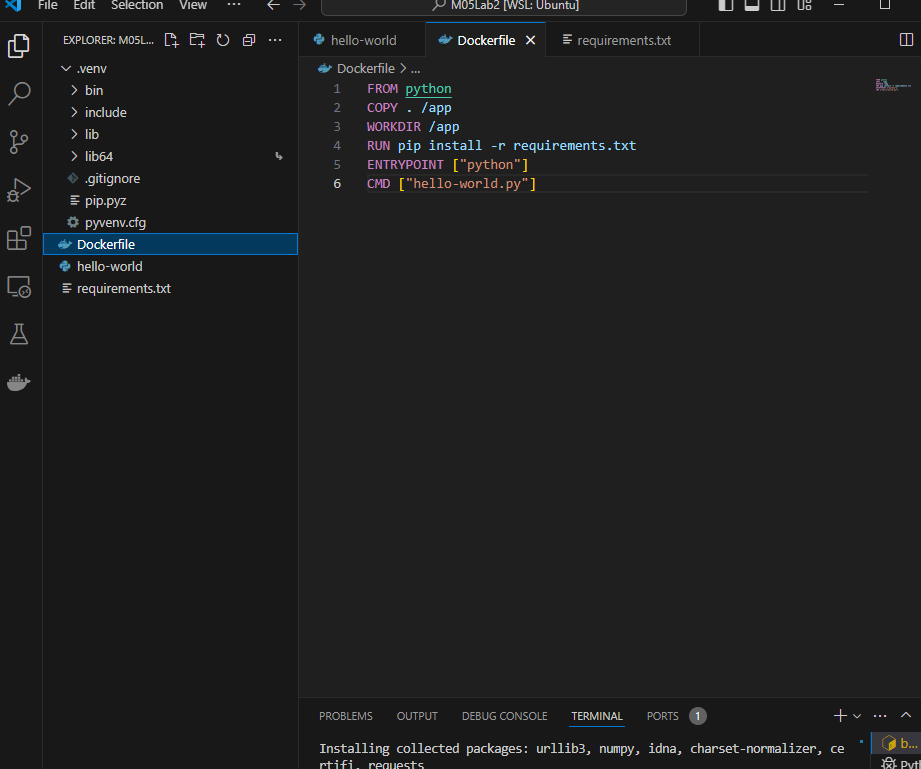 File Edit Selection View ··· M05Lab2 [WSL: Ubuntu]
EXPLORER: M05L... ···
.venv
bin
include
lib
lib64
.gitignore
pip.pyz
pyvenv.cfg
Dockerfile
hello-world
requirements.txt
hello-world Dockerfile requirements.txt
Dockerfile > ...
1 FROM python
2 COPY . /app
3 WORKDIR /app
4 RUN pip install -r requirements.txt
5 ENTRYPOINT ["python"]
6 CMD ["hello-world.py"]
PROBLEMS OUTPUT DEBUG CONSOLE TERMINAL PORTS 1 ···
Installing collected packages: urllib3, numpy, idna, charset-normalizer, ce
rtifi, requests
b...
Pyt